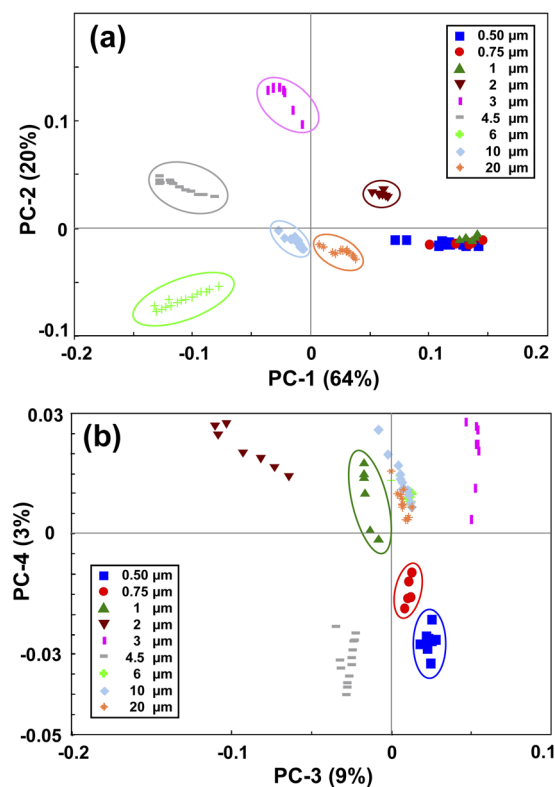 (a)
0.50 µm
0.75 µm
1 µm
2 µm
3 µm
4.5 µm
6 µm
10 µm
20 µm
PC-2 (20%)
0.1
0
-0.1
-0.2
-0.1
0
0.1
0.2
PC-1 (64%)
(b)
0.03
0
-0.03
-0.05
PC-4 (3%)
0.50 µm
0.75 µm
1 µm
2 µm
3 µm
4.5 µm
6 µm
10 µm
20 µm
-0.2
-0.1
0
0.1
PC-3 (9%)